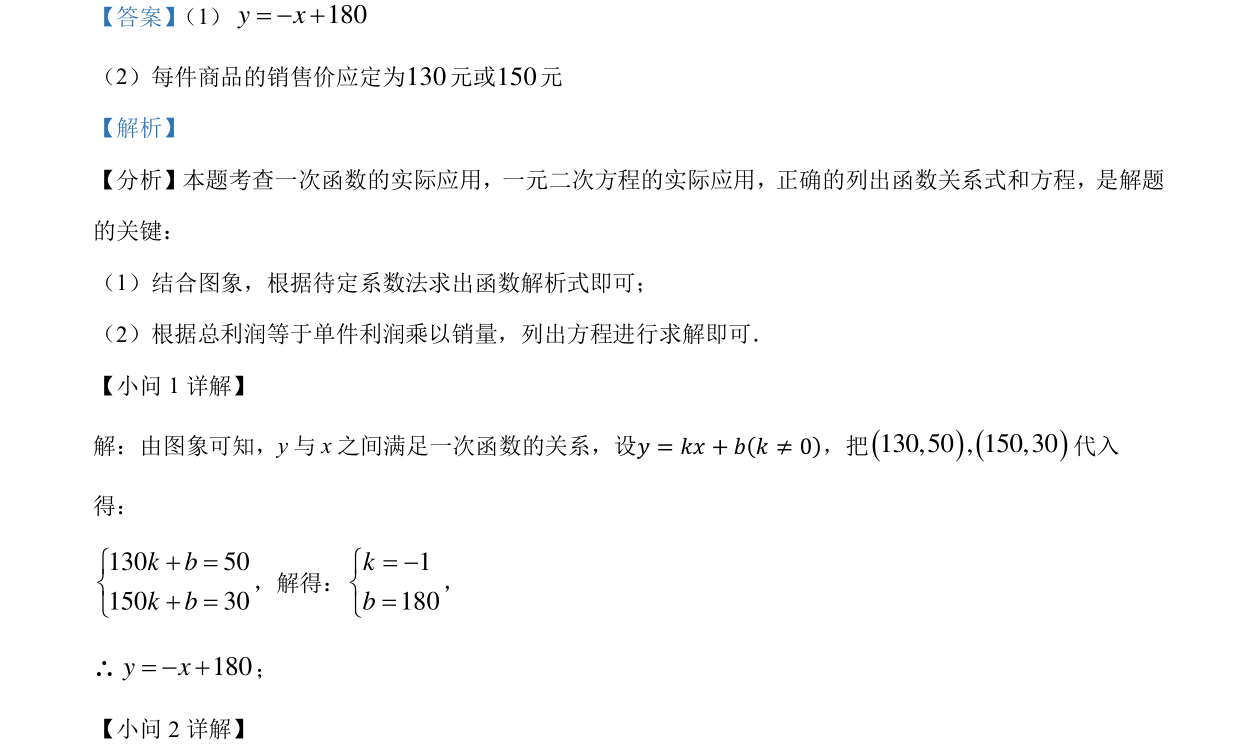 【答案】（1） y = −x + 180
（2）每件商品的销售价应定为130元或150元
【解析】
【分析】本题考查一次函数的实际应用，一元二次方程的实际应用，正确的列出函数关系式和方程，是解题
的关键：
（1）结合图象，根据待定系数法求出函数解析式即可；
（2）根据总利润等于单件利润乘以销量，列出方程进行求解即可．
【小问 1 详解】
解：由图象可知，y 与 x 之间满足一次函数的关系，设y = kx + b(k ≠ 0)，把(130,50),(150,30)代入
得：
{130k + b = 50
150k + b = 30，解得：{k = −1
b = 180，
∴ y = −x + 180；
【小问 2 详解】